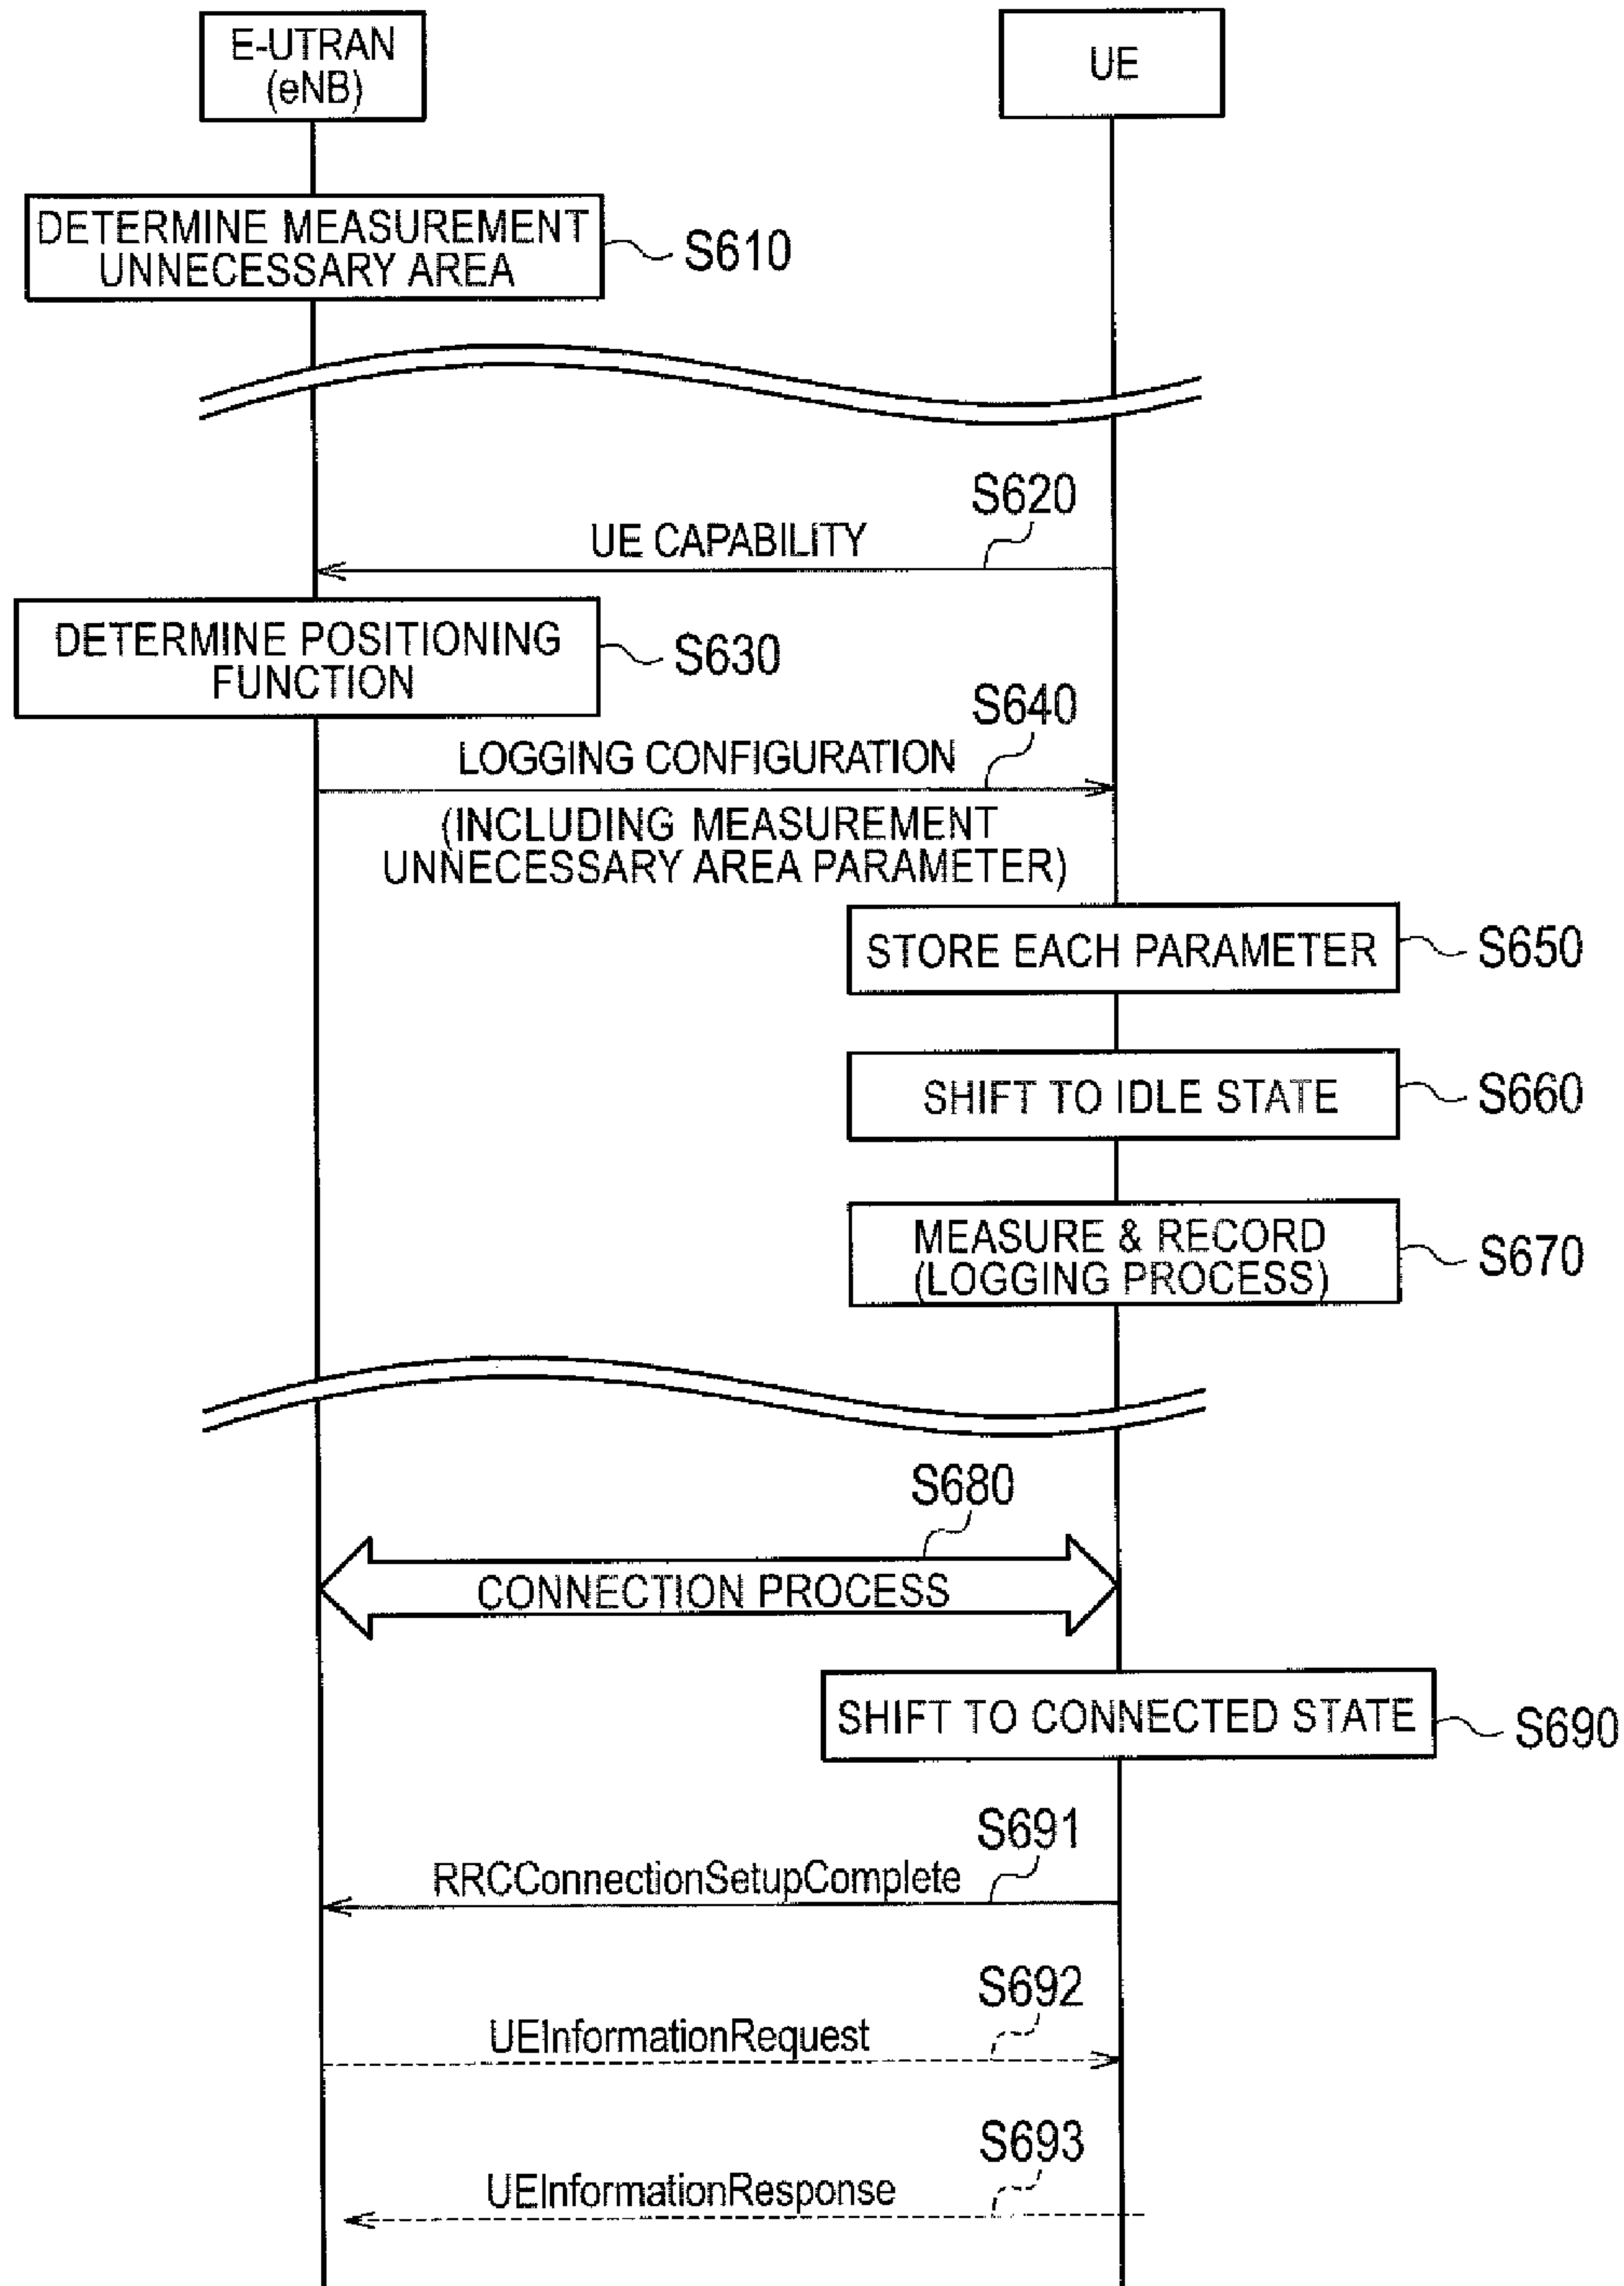 E-UTRAN
(eNB)
UE
DETERMINE MEASUREMENT
UNNECESSARY AREA
S610
S620
UE CAPABILITY
DETERMINE POSITIONING
FUNCTION
S630
S640
LOGGING CONFIGURATION
(INCLUDING MEASUREMENT
UNNECESSARY AREA PARAMETER)
STORE EACH PARAMETER
S650
SHIFT TO IDLE STATE
S660
MEASURE & RECORD
(LOGGING PROCESS)
S670
S680
CONNECTION PROCESS
SHIFT TO CONNECTED STATE
S690
S691
RRCConnectionSetupComplete
S692
UEInformationRequest
S693
UEInformationResponse